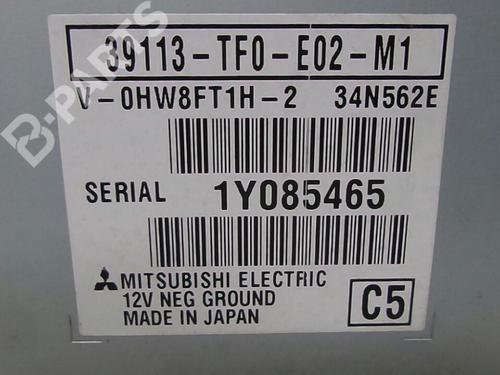 39113-TF0-E02-M1
V-0HW8FT1H-2 34N562E
SERIAL 1Y085465
MITSUBISHI ELECTRIC
12V NEG GROUND
MADE IN JAPAN
C5
B-PARTS